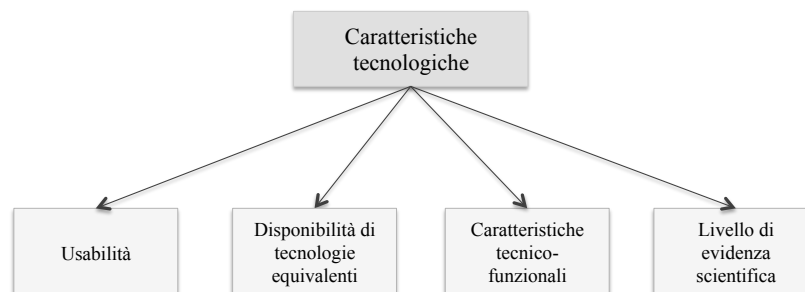 Caratteristiche
tecnologiche
Usabilità
Disponibilità di
tecnologie
equivalenti
Caratteristiche
tecnico-
funzionali
Livello di
evidenza
scientifica